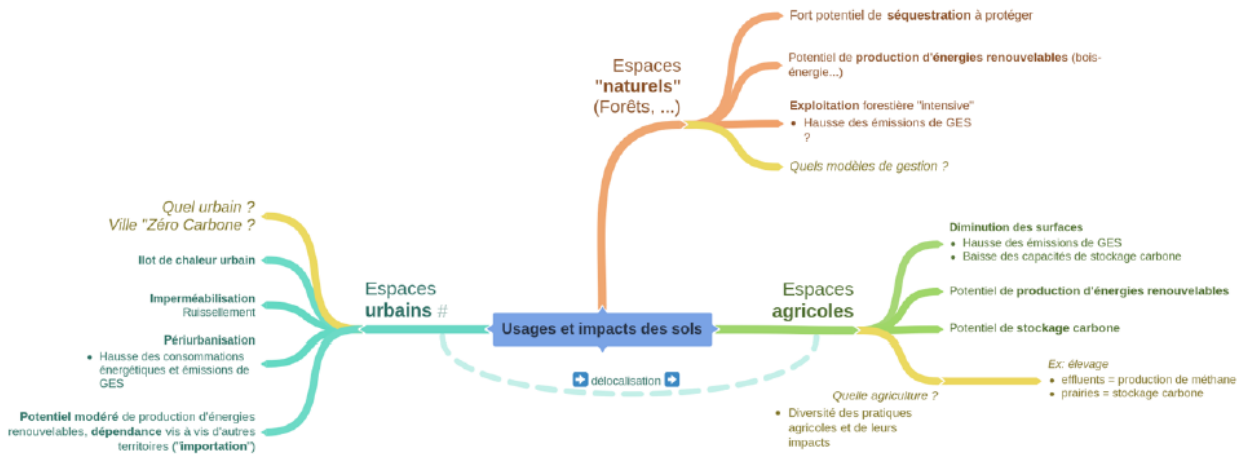 Fort potentiel de séquestration à protéger
Espaces
"naturels"
(Forêts, ...)
Potentiel de production d'énergies renouvelables (bois-
énergie...)
Exploitation forestière "intensive"
• Hausse des émissions de GES
?
Quels modèles de gestion ?
Quel urbain ?
Ville "Zéro Carbone ?
Ilot de chaleur urbain
Imperméabilisation
Ruissellement
Périurbanisation
• Hausse des consommations
énergétiques et émissions de
GES
Potentiel modéré de production d'énergies
renouvelables, dépendance vis à vis d'autres
territoires ("importation")
Espaces
urbains #
Usages et impacts des sols
délocalisation
Espaces
agricoles
Diminution des surfaces
• Hausse des émissions de GES
• Baisse des capacités de stockage carbone
Potentiel de production d'énergies renouvelables
Potentiel de stockage carbone
Quelle agriculture ?
• Diversité des pratiques
agricoles et de leurs
impacts
Ex: élevage
• effluents = production de méthane
• prairies = stockage carbone